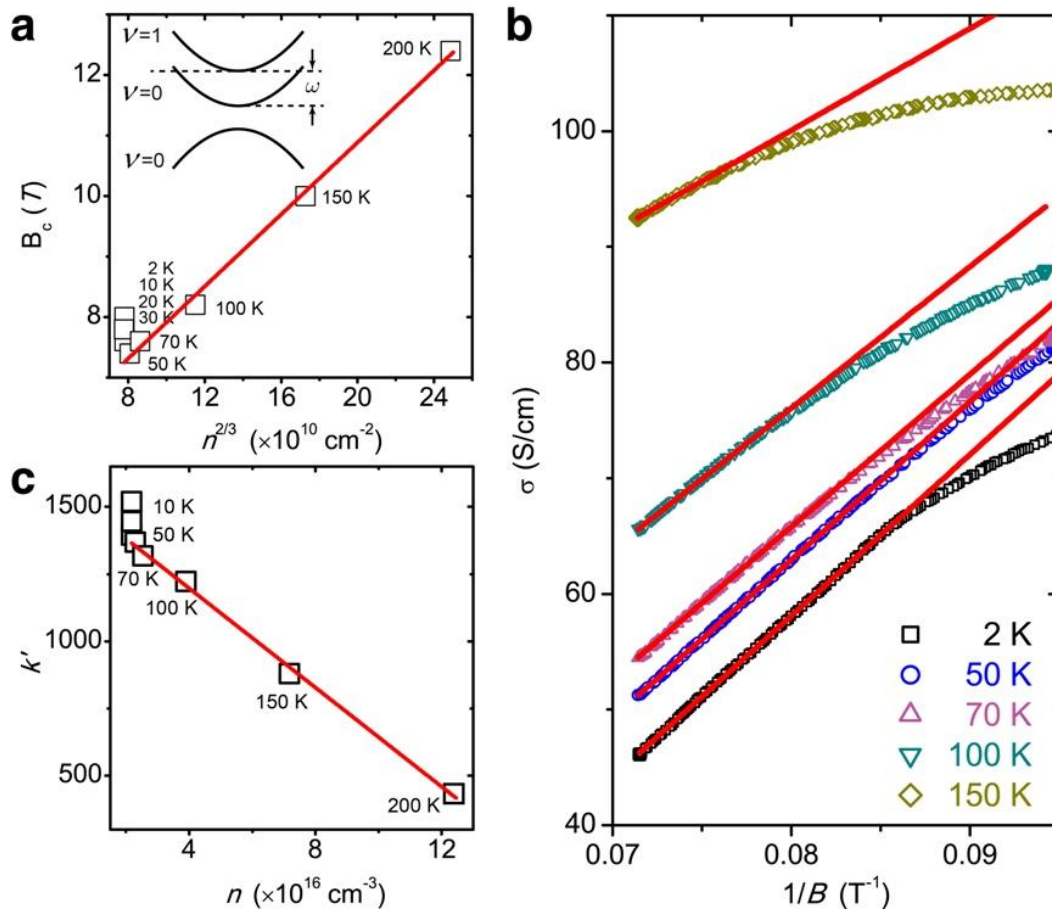 a
ν=1
ν=0
ω
ν=0
200 K
150 K
100 K
2 K
10 K
20 K
30 K
70 K
50 K
12
10
8
B_c (T)
8 12 16 20 24
n^{2/3} (×10^{10} cm^{-2})
b
100
80
60
40
σ (S/cm)
2 K
50 K
70 K
100 K
150 K
0.07 0.08 0.09
1/B (T^{-1})
c
1500
1000
500
k'
10 K
50 K
70 K
100 K
150 K
200 K
4 8 12
n (×10^{16} cm^{-3})